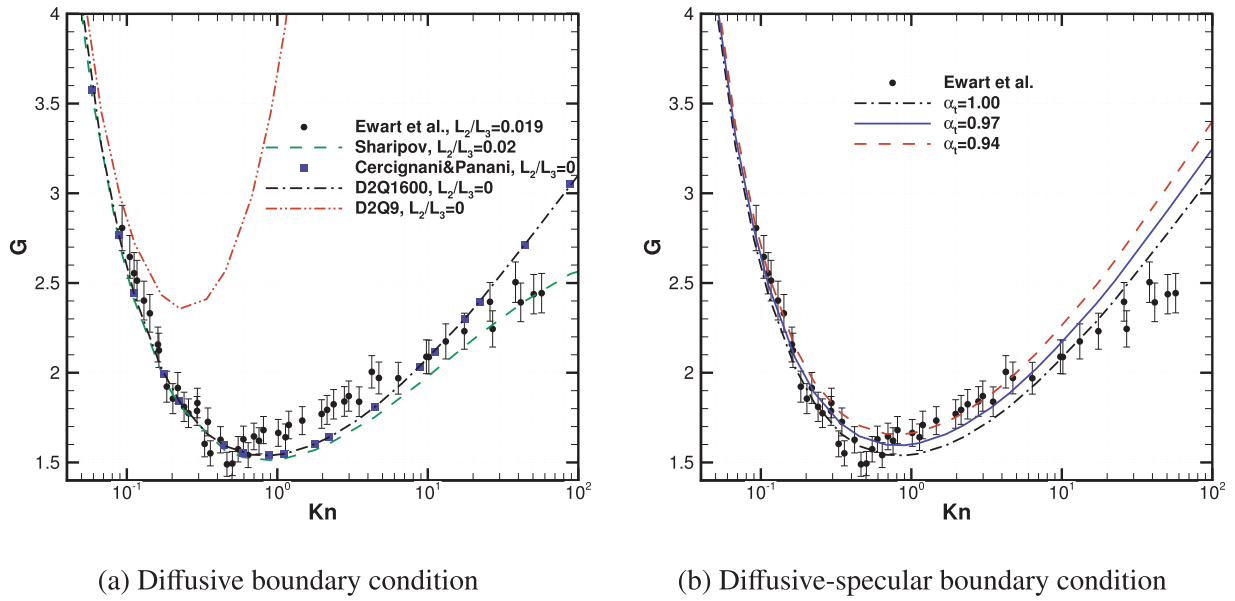 4
3.5
3
2.5
2
1.5
G
10⁻¹ 10⁰ 10¹ 10²
Kn
Ewart et al., L₂/L₃=0.019
Sharipov, L₂/L₃=0.02
Cercignani&Panani, L₂/L₃=0
D2Q1600, L₂/L₃=0
D2Q9, L₂/L₃=0
(a) Diffusive boundary condition
4
3.5
3
2.5
2
1.5
G
10⁻¹ 10⁰ 10¹ 10²
Kn
Ewart et al.
αₜ=1.00
αₜ=0.97
αₜ=0.94
(b) Diffusive-specular boundary condition